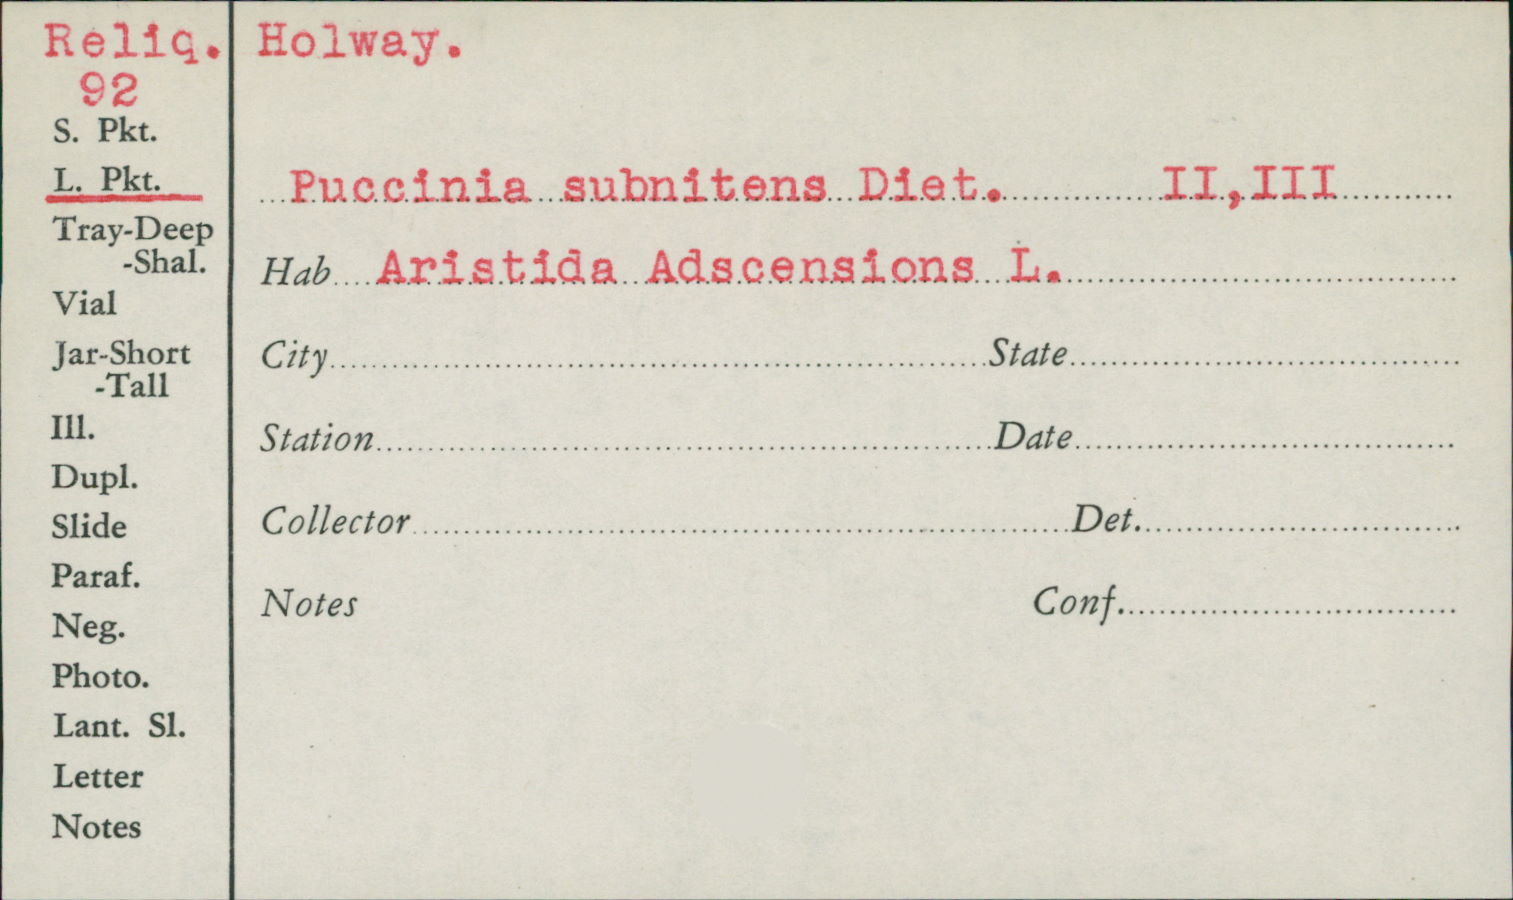 Reliq. Holway.
92
S. Pkt.
L. Pkt.
Puccinia subnitens Diet. II,III
Tray-Deep
-Shal.
Hab Aristida Adscensions L.
Vial
Jar-Short
-Tall
City State
Ill.
Station Date
Dupl.
Slide
Collector Det.
Paraf.
Notes Conf.
Neg.
Photo.
Lant. Sl.
Letter
Notes